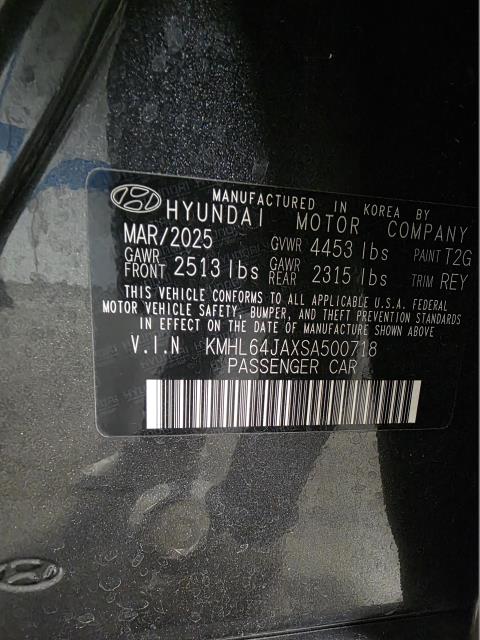 MANUFACTURED IN KOREA BY
HYUNDAI MOTOR COMPANY
MAR/2025 GVWR 4453 lbs PAINT T2G
GAWR FRONT 2513 lbs GAWR REAR 2315 lbs TRIM REY
THIS VEHICLE CONFORMS TO ALL APPLICABLE U.S.A. FEDERAL
MOTOR VEHICLE SAFETY, BUMPER, AND THEFT PREVENTION STANDARDS
IN EFFECT ON THE DATE OF MANUFACTURE SHOWN ABOVE
V.I.N KMHL64JAXSA500718
PASSENGER CAR